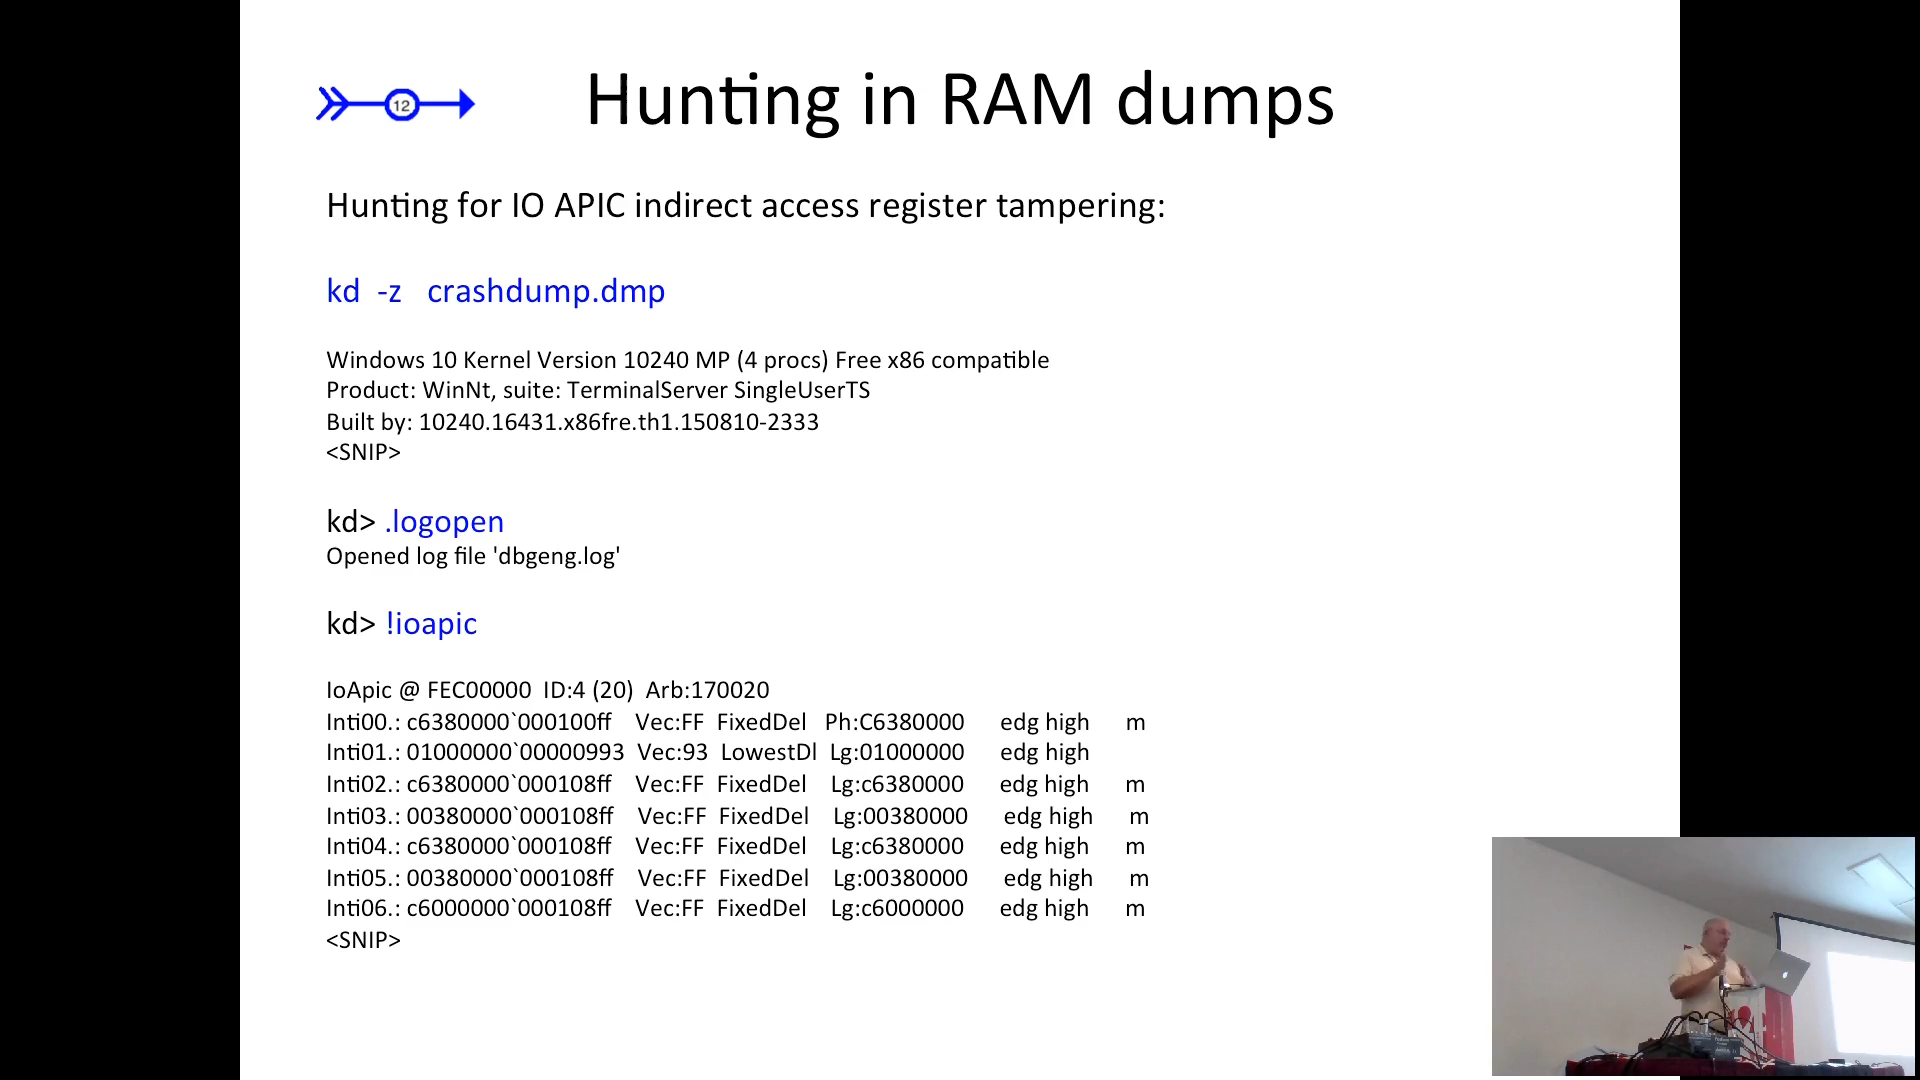 12
Hunting in RAM dumps
Hunting for IO APIC indirect access register tampering:
kd -z crashdump.dmp
Windows 10 Kernel Version 10240 MP (4 procs) Free x86 compatible
Product: WinNt, suite: TerminalServer SingleUserTS
Built by: 10240.16431.x86fre.th1.150810-2333
<SNIP>
kd> .logopen
Opened log file 'dbgeng.log'
kd> !ioapic
IoApic @ FEC00000 ID:4 (20) Arb:170020
Inti00.: c6380000`000100ff Vec:FF FixedDel Ph:C6380000 edg high m
Inti01.: 01000000`00000993 Vec:93 LowestDl Lg:01000000 edg high
Inti02.: c6380000`000108ff Vec:FF FixedDel Lg:c6380000 edg high m
Inti03.: 00380000`000108ff Vec:FF FixedDel Lg:00380000 edg high m
Inti04.: c6380000`000108ff Vec:FF FixedDel Lg:c6380000 edg high m
Inti05.: 00380000`000108ff Vec:FF FixedDel Lg:00380000 edg high m
Inti06.: c6000000`000108ff Vec:FF FixedDel Lg:c6000000 edg high m
<SNIP>